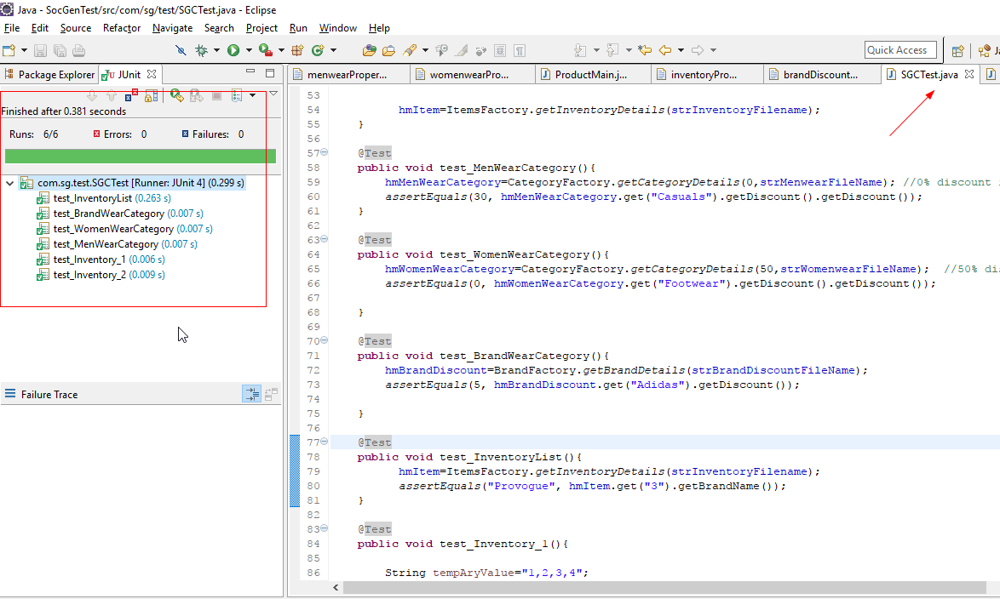 Java - SocGenTest/src/com/sg/test/SGCTest.java - Eclipse
File Edit Source Refactor Navigate Search Project Run Window Help
Quick Access
Package Explorer JUnit
menwearProper... womenwearPro... ProductMain.j... inventoryPro... brandDiscount... SGCTest.java
Finished after 0.381 seconds
Runs: 6/6 Errors: 0 Failures: 0
com.sg.test.SGCTest [Runner: JUnit 4] (0.299 s)
test_InventoryList (0.263 s)
test_BrandWearCategory (0.007 s)
test_WomenWearCategory (0.007 s)
test_MenWearCategory (0.007 s)
test_Inventory_1 (0.006 s)
test_Inventory_2 (0.009 s)
Failure Trace
53
54 hmItem=ItemsFactory.getInventoryDetails(strInventoryFilename);
55 }
56
57 @Test
58 public void test_MenWearCategory(){
59 hmMenWearCategory=CategoryFactory.getCategoryDetails(0,strMenwearFileName); //0% discount
60 assertEquals(30, hmMenWearCategory.get("Casuals").getDiscount().getDiscount());
61 }
62
63 @Test
64 public void test_WomenWearCategory(){
65 hmWomenWearCategory=CategoryFactory.getCategoryDetails(50,strWomenwearFileName); //50% di
66 assertEquals(0, hmWomenWearCategory.get("Footwear").getDiscount().getDiscount());
67
68 }
69
70 @Test
71 public void test_BrandWearCategory(){
72 hmBrandDiscount=BrandFactory.getBrandDetails(strBrandDiscountFileName);
73 assertEquals(5, hmBrandDiscount.get("Adidas").getDiscount());
74
75 }
76
77 @Test
78 public void test_InventoryList(){
79 hmItem=ItemsFactory.getInventoryDetails(strInventoryFilename);
80 assertEquals("Provogue", hmItem.get("3").getBrandName());
81 }
82
83 @Test
84 public void test_Inventory_1(){
85
86 String tempAryValue="1,2,3,4";